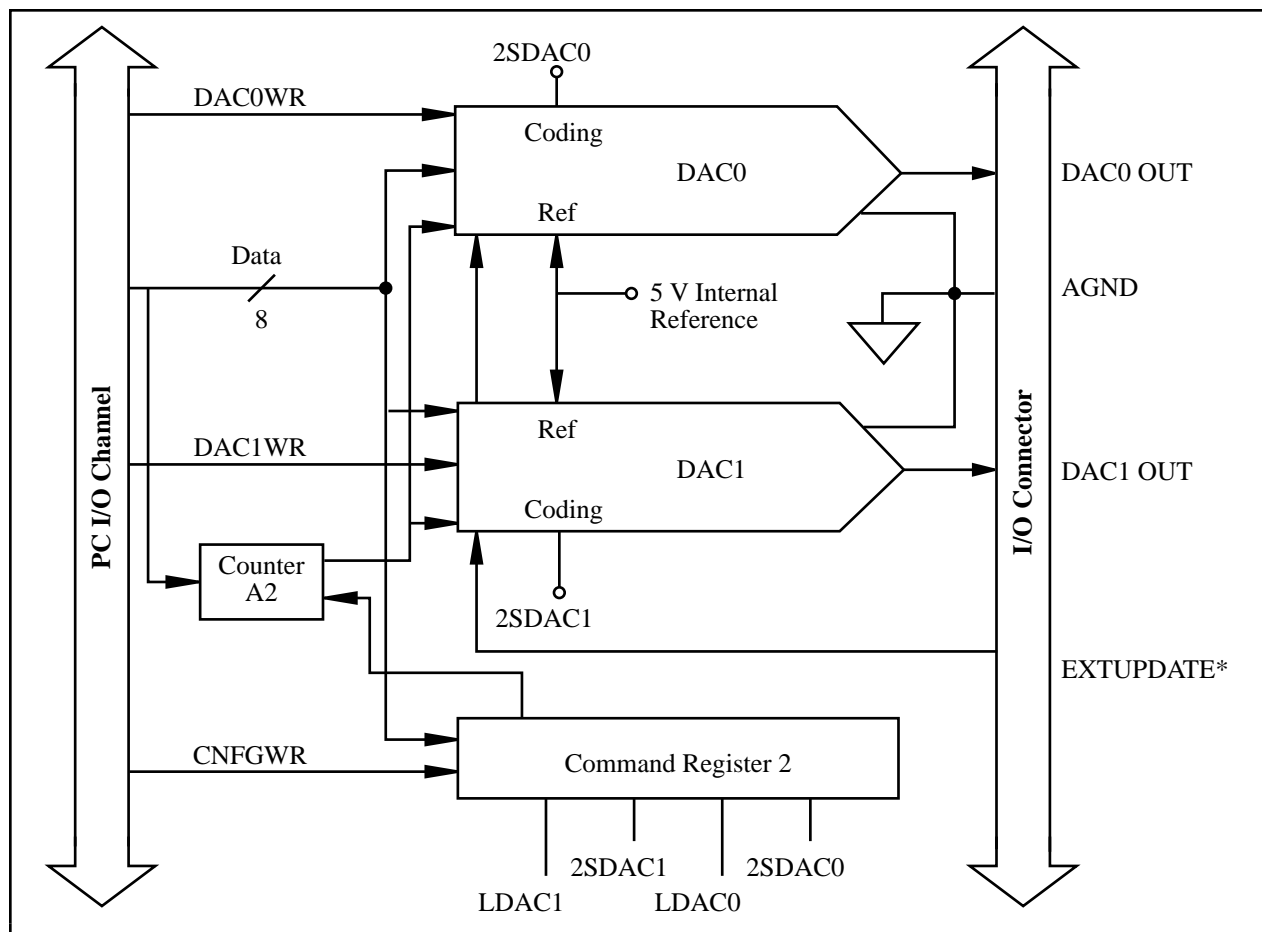 2SDAC0
DAC0WR
Coding
DAC0
DAC0 OUT
Ref
Data
8
5 V Internal
Reference
AGND
PC I/O Channel
I/O Connector
Ref
DAC1WR
DAC1
DAC1 OUT
Coding
Counter
A2
2SDAC1
EXTUPDATE*
CNFGWR
Command Register 2
2SDAC1
2SDAC0
LDAC1
LDAC0